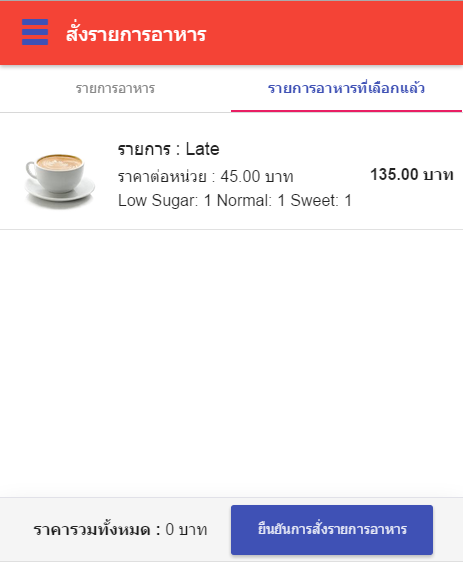 สั่งรายการอาหาร
รายการอาหาร
รายการอาหารที่เลือกแล้ว
รายการ : Late
ราคาต่อหน่วย : 45.00 บาท
135.00 บาท
Low Sugar: 1 Normal: 1 Sweet: 1
ราคารวมทั้งหมด : 0 บาท
ยืนยันการสั่งรายการอาหาร